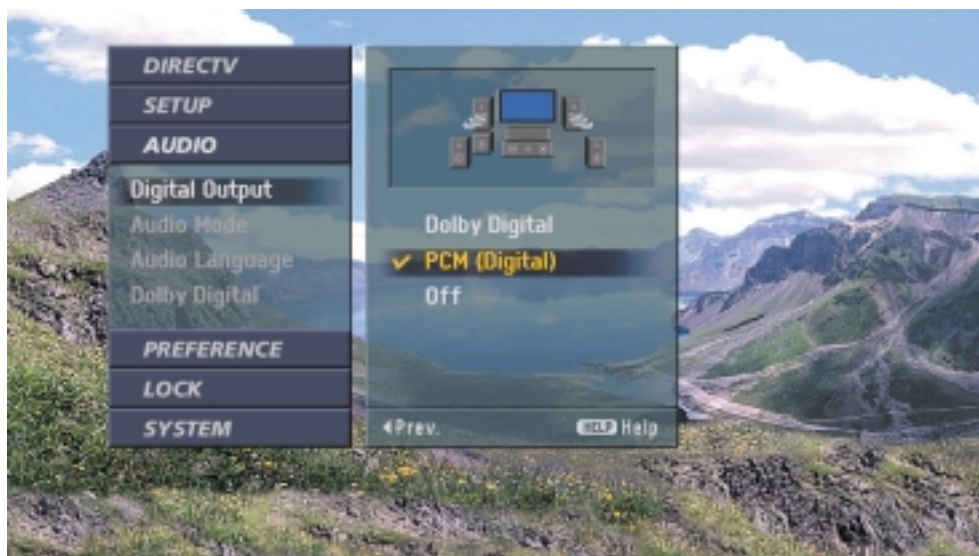 DIRECTV
SETUP
AUDIO
Digital Output
Audio Mode
Audio Language
Dolby Digital
PREFERENCE
LOCK
SYSTEM
Dolby Digital
✔ PCM (Digital)
Off
◀Prev.
HELP Help